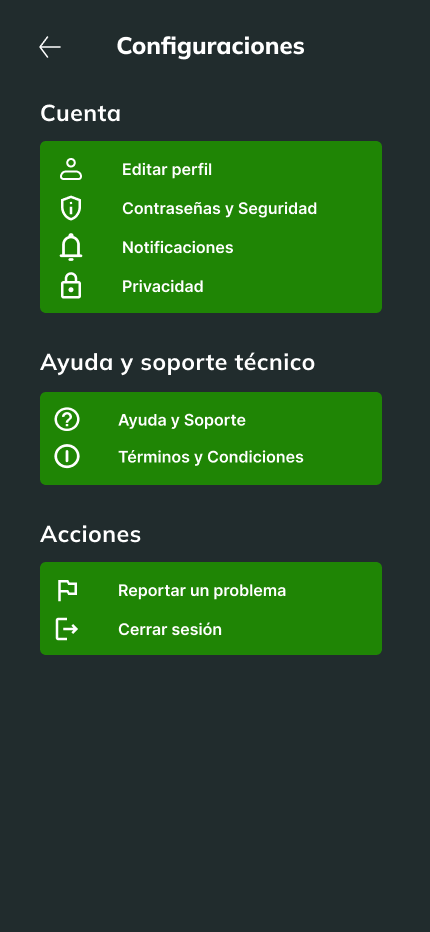 Configuraciones
Cuenta
Editar perfil
Contraseñas y Seguridad
Notificaciones
Privacidad
Ayuda y soporte técnico
Ayuda y Soporte
Términos y Condiciones
Acciones
Reportar un problema
Cerrar sesión